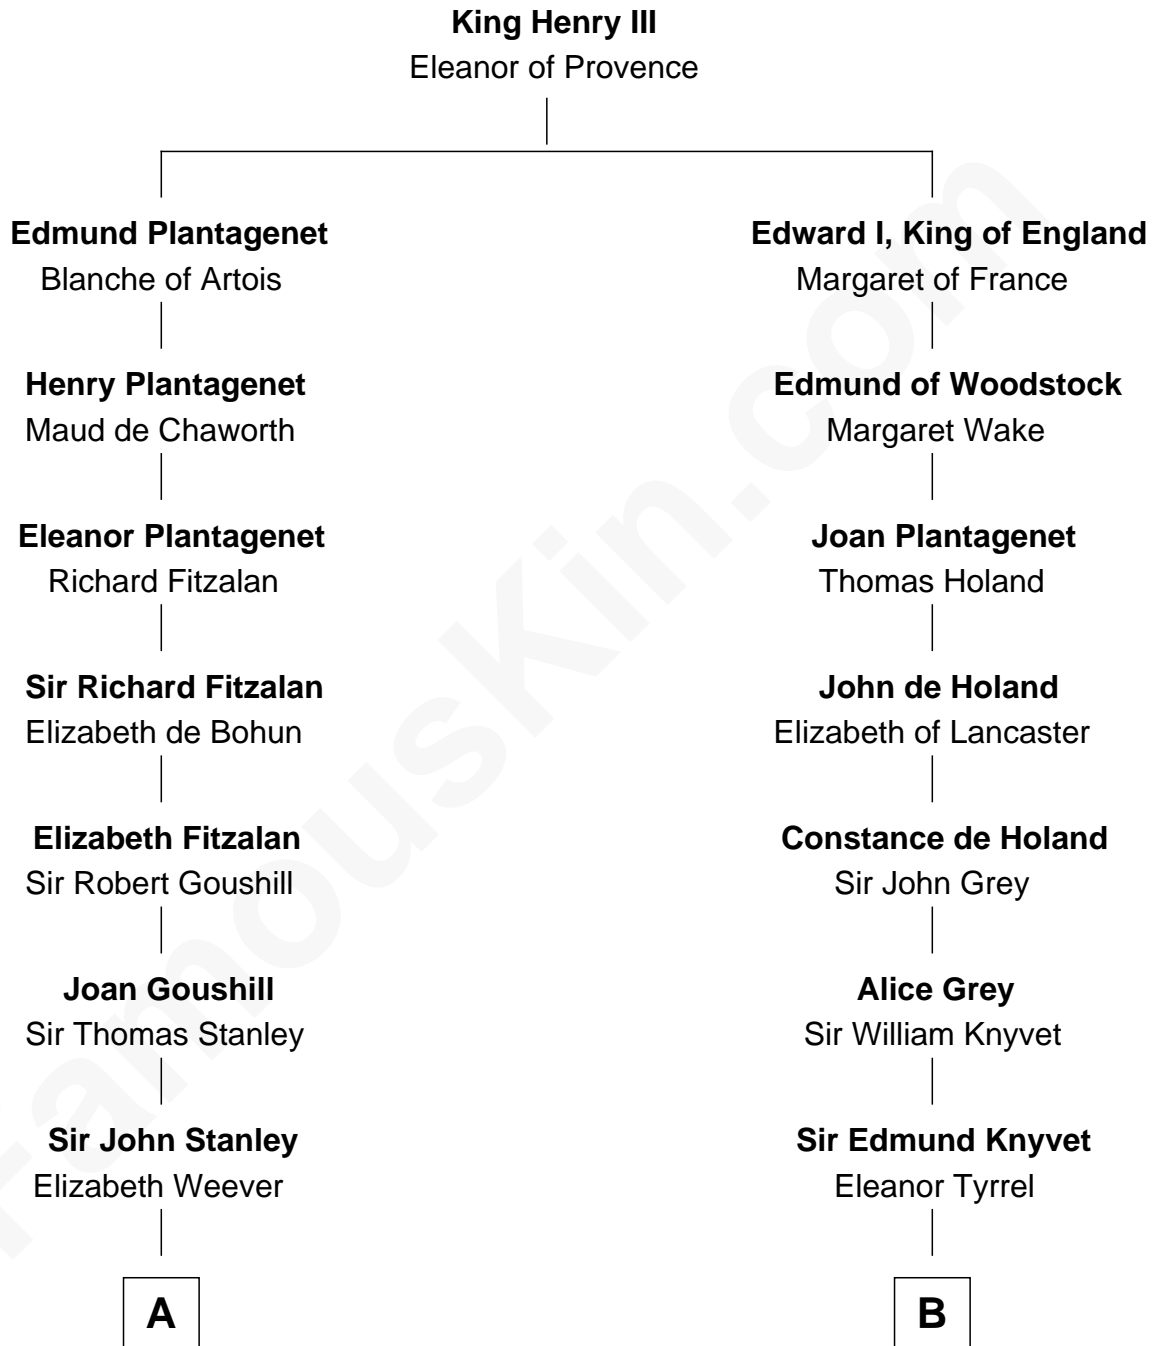 King Henry III
Eleanor of Provence
Edmund Plantagenet
Blanche of Artois
Edward I, King of England
Margaret of France
Henry Plantagenet
Maud de Chaworth
Edmund of Woodstock
Margaret Wake
Eleanor Plantagenet
Richard Fitzalan
Joan Plantagenet
Thomas Holand
Sir Richard Fitzalan
Elizabeth de Bohun
John de Holand
Elizabeth of Lancaster
Elizabeth Fitzalan
Sir Robert Goushill
Constance de Holand
Sir John Grey
Joan Goushill
Sir Thomas Stanley
Alice Grey
Sir William Knyvet
Sir John Stanley
Elizabeth Weever
Sir Edmund Knyvet
Eleanor Tyrrel
A
B
FamousKin.com